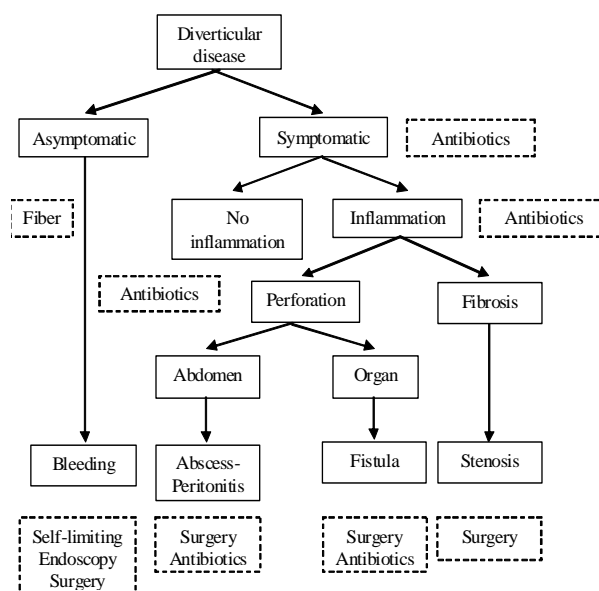 Diverticular
disease
Asymptomatic
Symptomatic
Antibiotics
Fiber
No
inflammation
Inflammation
Antibiotics
Antibiotics
Perforation
Fibrosis
Abdomen
Organ
Bleeding
Abscess-
Peritonitis
Fistula
Stenosis
Self-limiting
Endoscopy
Surgery
Surgery
Antibiotics
Surgery
Antibiotics
Surgery